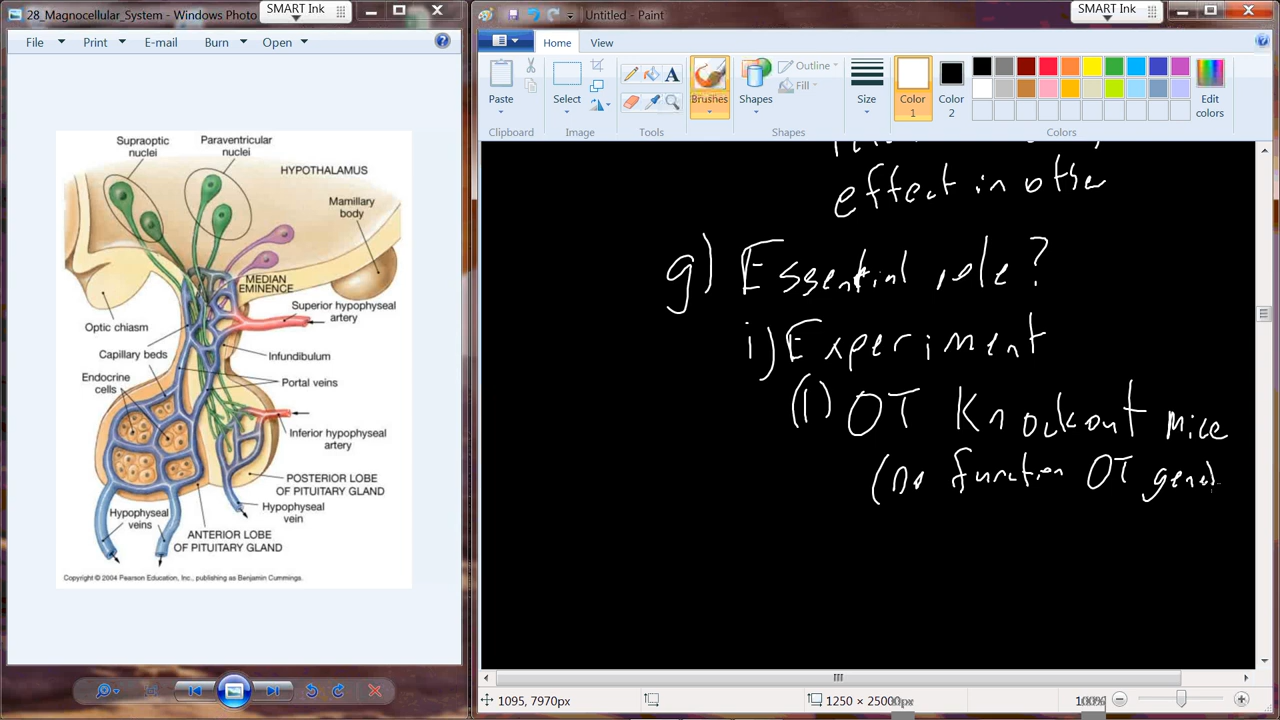 28_Magnocellular_System - Windows Photo
SMART Ink
File
Print
E-mail
Burn
Open
Supraoptic
nuclei
Paraventricular
nuclei
HYPOTHALAMUS
Mamillary
body
MEDIAN
EMINENCE
Superior hypophyseal
artery
Optic chiasm
Capillary beds
Infundibulum
Endocrine
cells
Portal veins
Inferior hypophyseal
artery
POSTERIOR LOBE
OF PITUITARY GLAND
Hypophyseal
veins
Hypophyseal
vein
ANTERIOR LOBE
OF PITUITARY GLAND
Copyright © 2004 Pearson Education, Inc., publishing as Benjamin Cummings.
Untitled - Paint
SMART Ink
Home
View
Paste
Select
Brushes
Shapes
Outline
Fill
Size
Color
1
Color
2
Edit
colors
Clipboard
Image
Tools
Shapes
Colors
effect in other
g) Essential role?
i) Experiment
(1) OT Knockout mice
(no function OT gene)
1095, 7970px
1250 × 25000px
100%